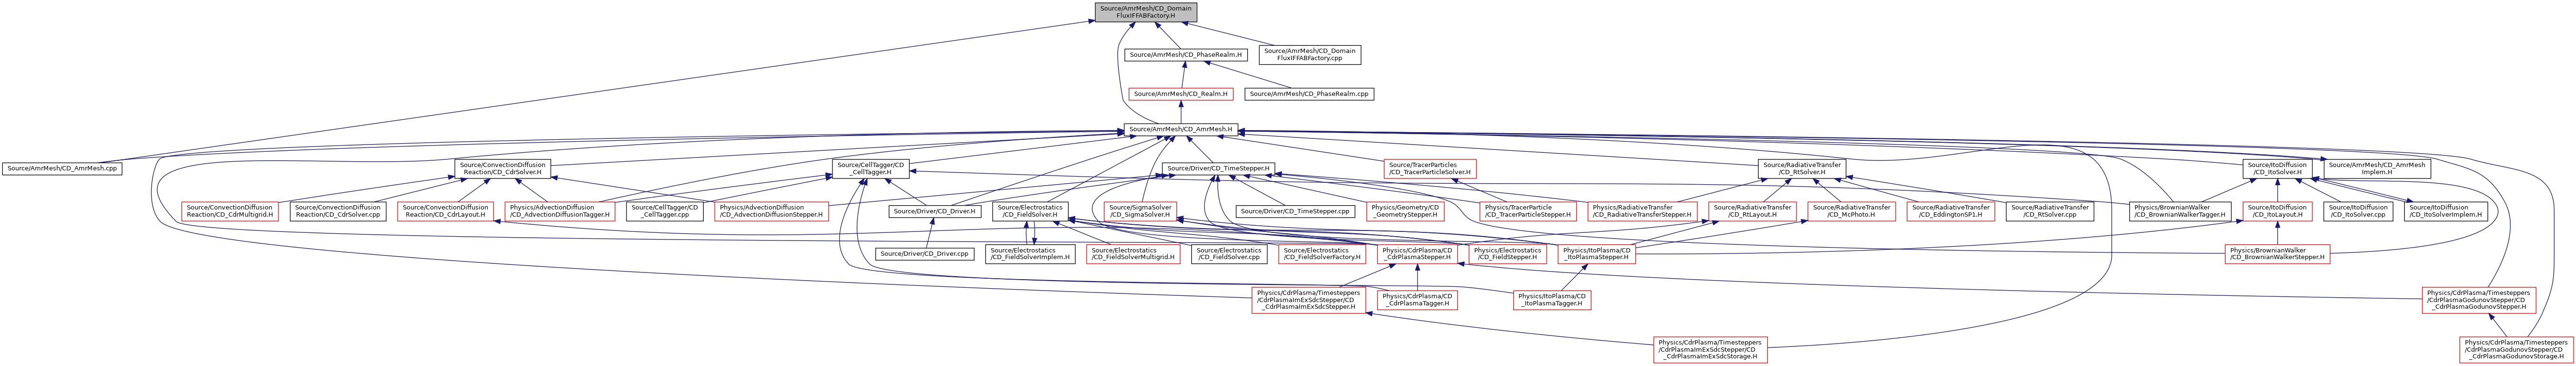 Source/AmrMesh/CD_Domain
FluxIFFABFactory.H
Source/AmrMesh/CD_PhaseRealm.H
Source/AmrMesh/CD_Domain
FluxIFFABFactory.cpp
Source/AmrMesh/CD_Realm.H
Source/AmrMesh/CD_PhaseRealm.cpp
Source/AmrMesh/CD_AmrMesh.H
Source/AmrMesh/CD_AmrMesh.cpp
Source/ConvectionDiffusion
Reaction/CD_CdrSolver.H
Source/CellTagger/CD
_CellTagger.H
Source/Driver/CD_TimeStepper.H
Source/TracerParticles
/CD_TracerParticleSolver.H
Source/RadiativeTransfer
/CD_RtSolver.H
Source/ItoDiffusion
/CD_ItoSolver.H
Source/AmrMesh/CD_AmrMesh
Implem.H
Source/ConvectionDiffusion
Reaction/CD_CdrMultigrid.H
Source/ConvectionDiffusion
Reaction/CD_CdrSolver.cpp
Source/ConvectionDiffusion
Reaction/CD_CdrLayout.H
Physics/AdvectionDiffusion
/CD_AdvectionDiffusionTagger.H
Source/CellTagger/CD
_CellTagger.cpp
Physics/AdvectionDiffusion
/CD_AdvectionDiffusionStepper.H
Source/Driver/CD_Driver.H
Source/Electrostatics
/CD_FieldSolver.H
Source/SigmaSolver
/CD_SigmaSolver.H
Source/Driver/CD_TimeStepper.cpp
Physics/Geometry/CD
_GeometryStepper.H
Physics/TracerParticle
/CD_TracerParticleStepper.H
Physics/RadiativeTransfer
/CD_RadiativeTransferStepper.H
Source/RadiativeTransfer
/CD_RtLayout.H
Source/RadiativeTransfer
/CD_McPhoto.H
Source/RadiativeTransfer
/CD_EddingtonSP1.H
Source/RadiativeTransfer
/CD_RtSolver.cpp
Physics/BrownianWalker
/CD_BrownianWalkerTagger.H
Source/ItoDiffusion
/CD_ItoLayout.H
Source/ItoDiffusion
/CD_ItoSolver.cpp
Source/ItoDiffusion
/CD_ItoSolverImplem.H
Source/Driver/CD_Driver.cpp
Source/Electrostatics
/CD_FieldSolverImplem.H
Source/Electrostatics
/CD_FieldSolverMultigrid.H
Source/Electrostatics
/CD_FieldSolver.cpp
Source/Electrostatics
/CD_FieldSolverFactory.H
Physics/CdrPlasma/CD
_CdrPlasmaStepper.H
Physics/Electrostatics
/CD_FieldStepper.H
Physics/ItoPlasma/CD
_ItoPlasmaStepper.H
Physics/BrownianWalker
/CD_BrownianWalkerStepper.H
Physics/CdrPlasma/Timesteppers
/CdrPlasmaImExSdcStepper/CD
_CdrPlasmaImExSdcStepper.H
Physics/CdrPlasma/CD
_CdrPlasmaTagger.H
Physics/ItoPlasma/CD
_ItoPlasmaTagger.H
Physics/CdrPlasma/Timesteppers
/CdrPlasmaGodunovStepper/CD
_CdrPlasmaGodunovStepper.H
Physics/CdrPlasma/Timesteppers
/CdrPlasmaImExSdcStepper/CD
_CdrPlasmaImExSdcStorage.H
Physics/CdrPlasma/Timesteppers
/CdrPlasmaGodunovStepper/CD
_CdrPlasmaGodunovStorage.H